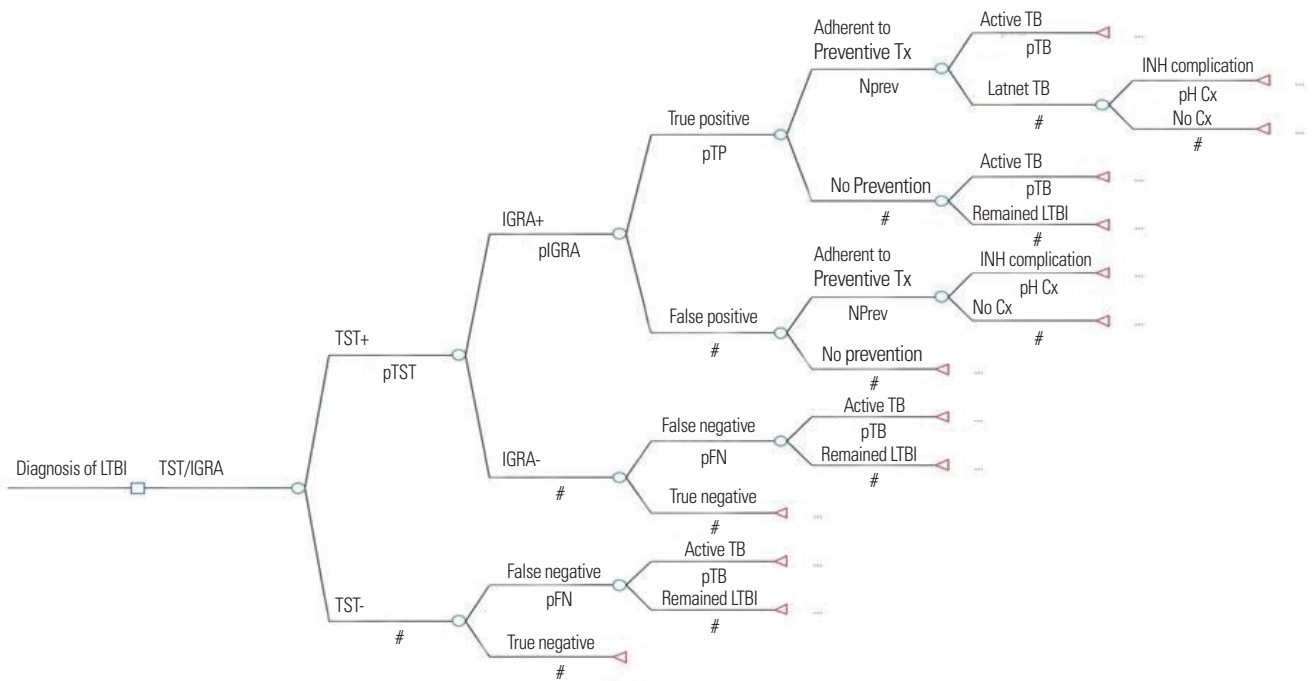 Diagnosis of LTBI
TST/IGRA
TST+
pTST
IGRA+
pIGRA
True positive
pTP
Adherent to
Preventive Tx
Nprev
Active TB
pTB
Latnet TB
#
INH complication
pH Cx
No Cx
#
No Prevention
#
Active TB
pTB
Remained LTBI
#
False positive
#
Adherent to
Preventive Tx
NPrev
INH complication
pH Cx
No Cx
#
No prevention
#
IGRA-
#
False negative
pFN
Active TB
pTB
Remained LTBI
#
True negative
#
TST-
#
False negative
pFN
Active TB
pTB
Remained LTBI
#
True negative
#